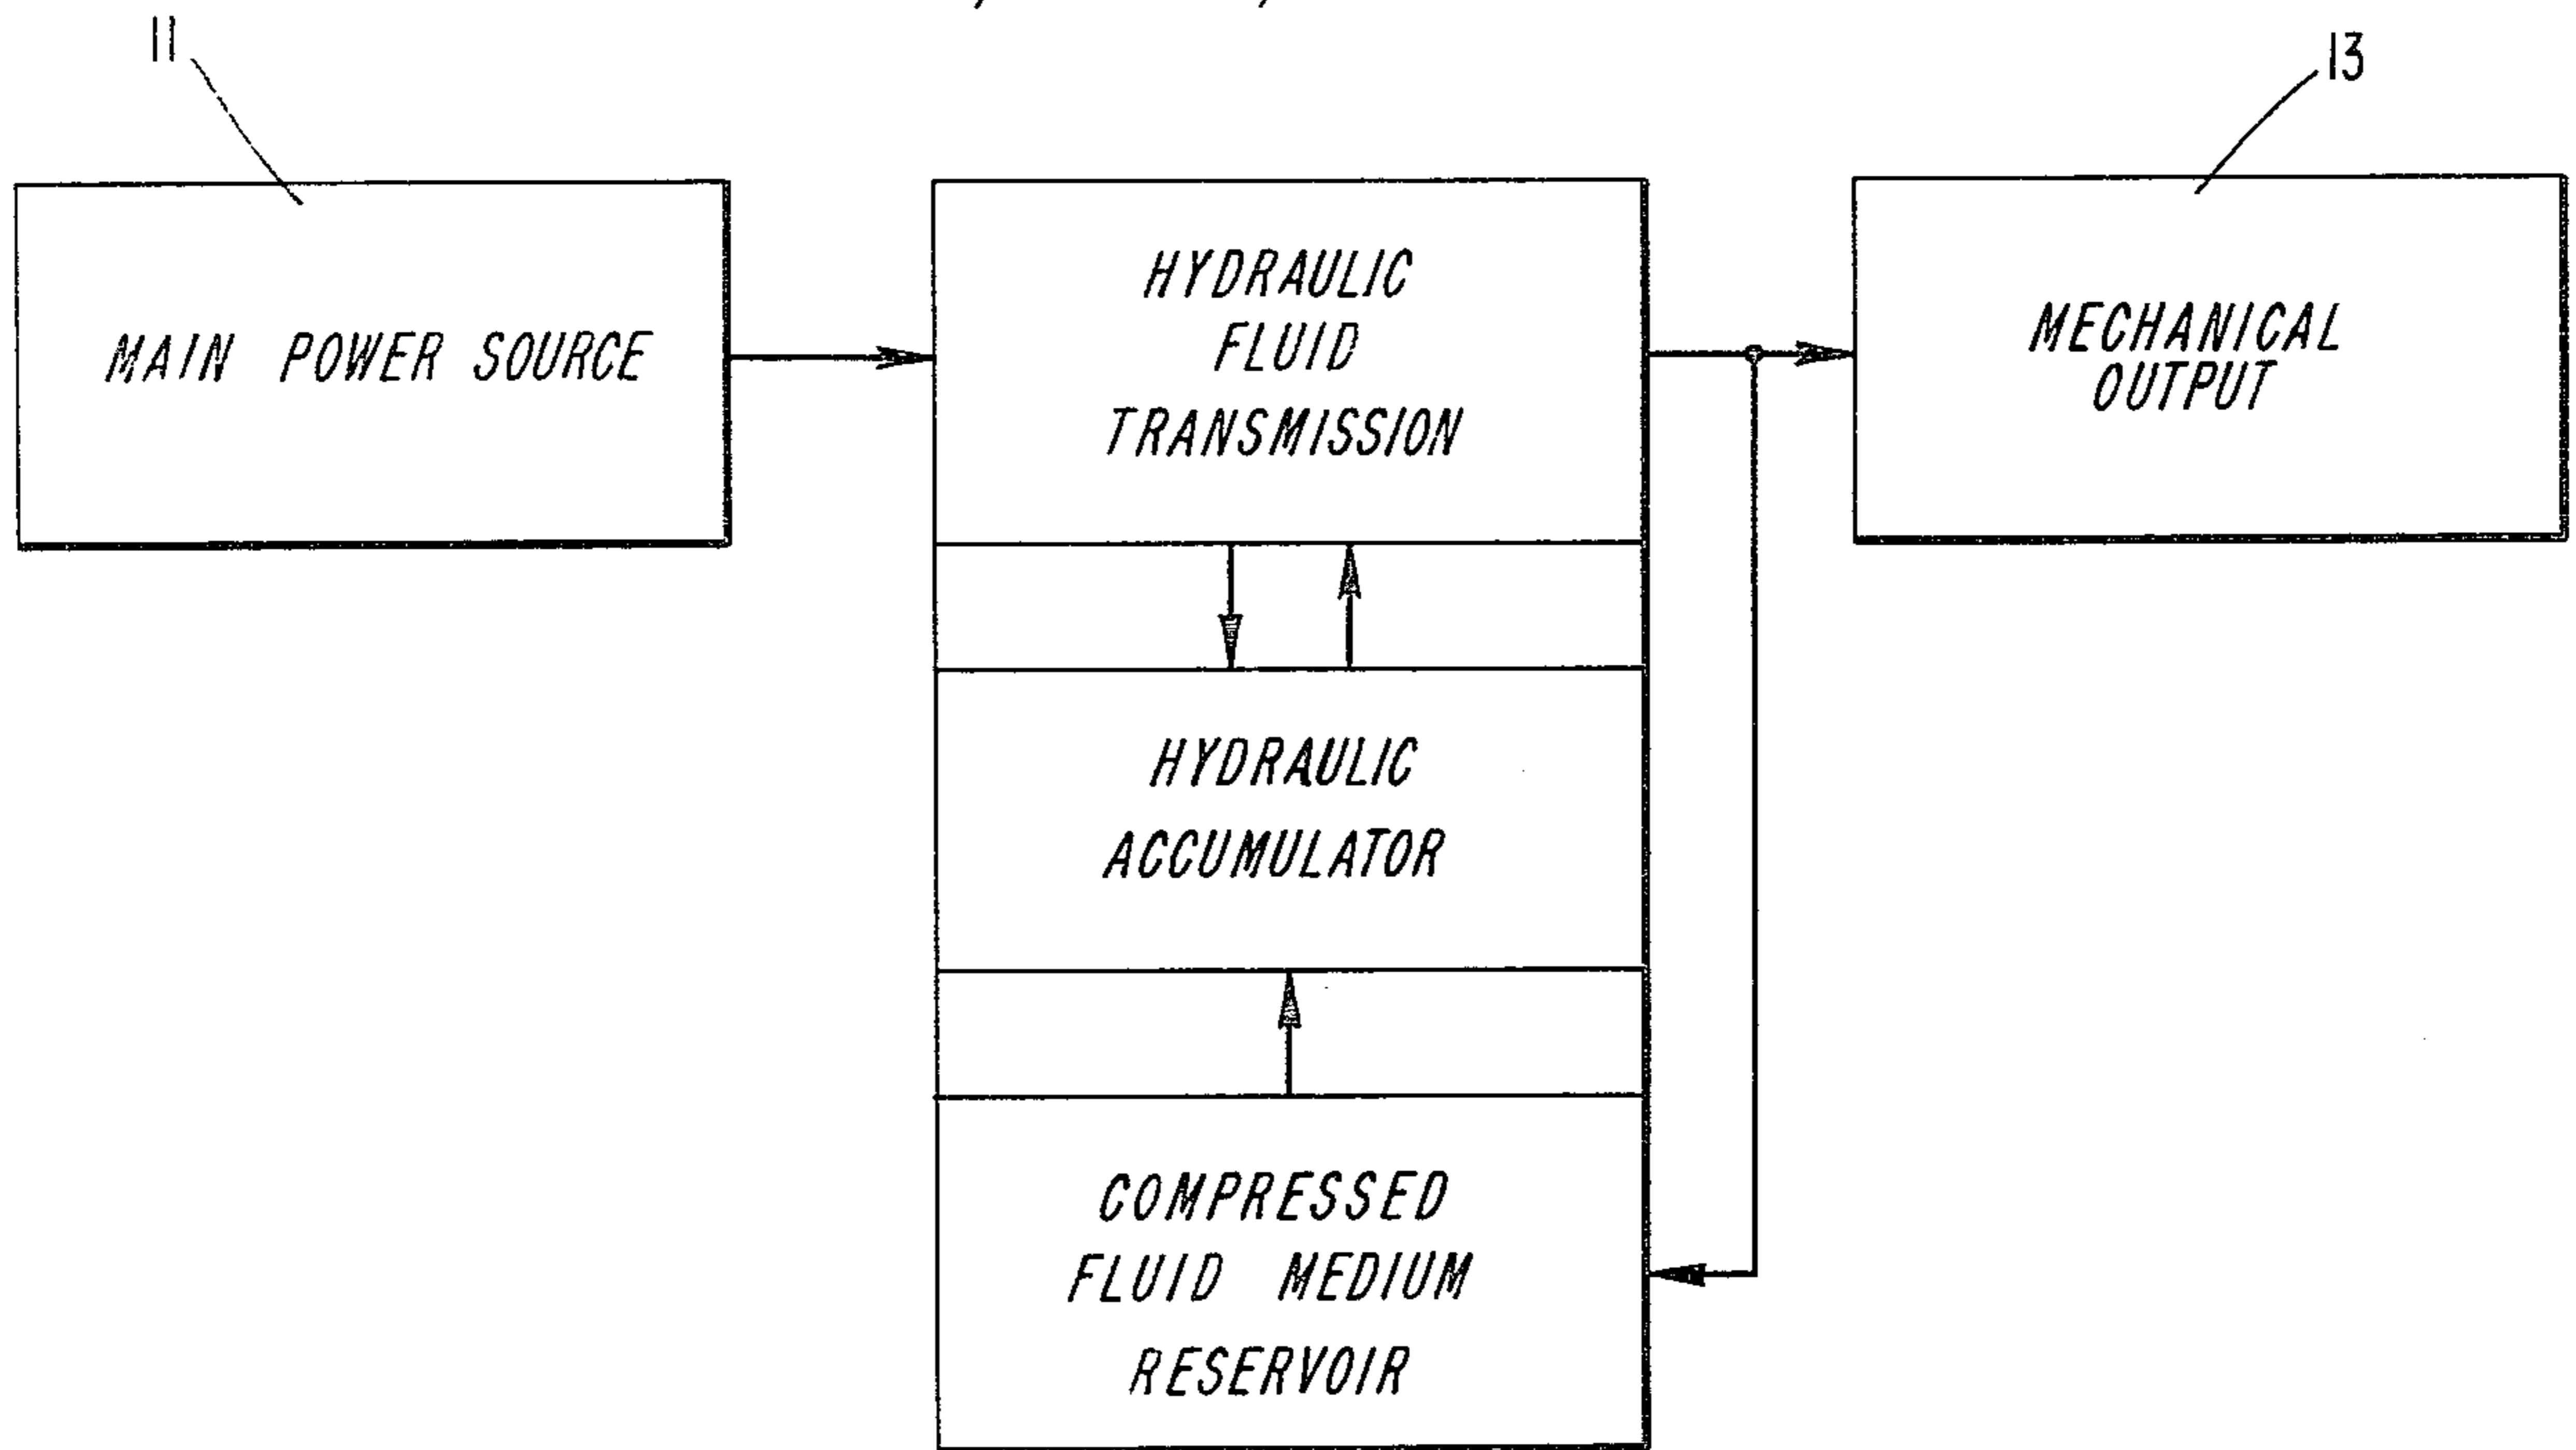 11
13
MAIN POWER SOURCE
HYDRAULIC
FLUID
TRANSMISSION
MECHANICAL
OUTPUT
HYDRAULIC
ACCUMULATOR
COMPRESSED
FLUID MEDIUM
RESERVOIR